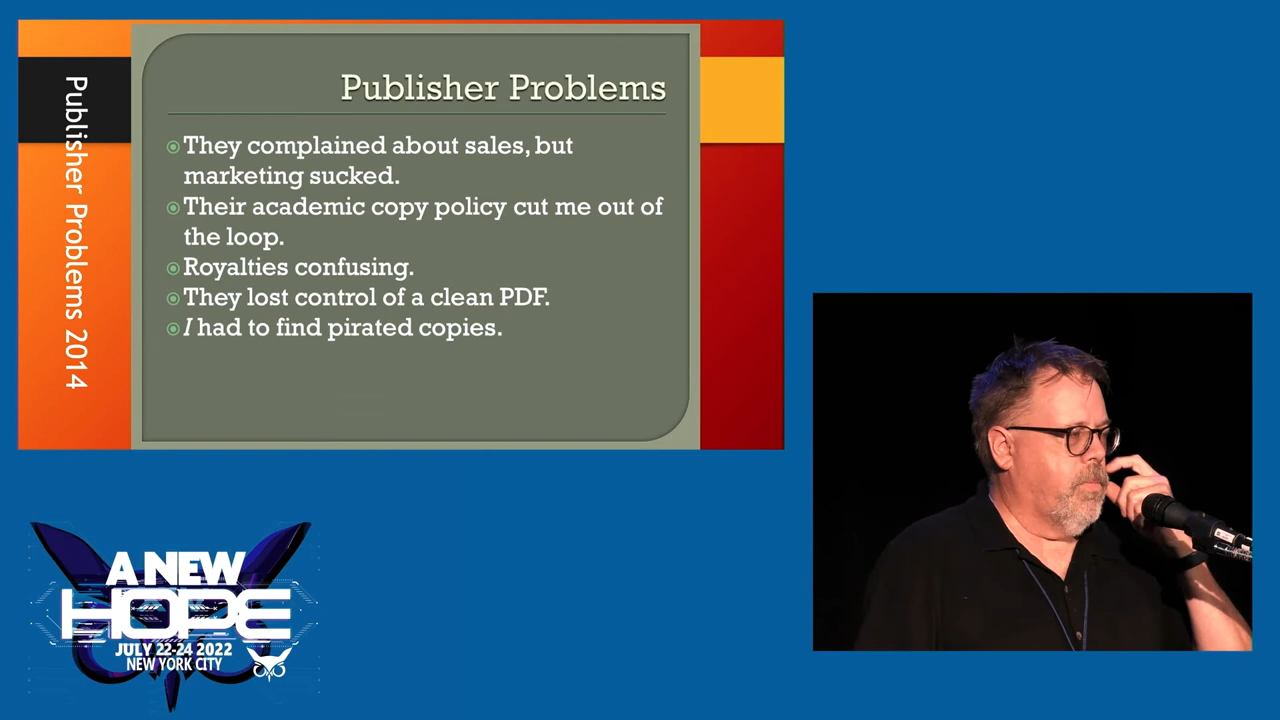 Publisher Problems 2014
Publisher Problems
They complained about sales, but
marketing sucked.
Their academic copy policy cut me out of
the loop.
Royalties confusing.
They lost control of a clean PDF.
I had to find pirated copies.
A NEW
HOPE
JULY 22-24 2022
NEW YORK CITY